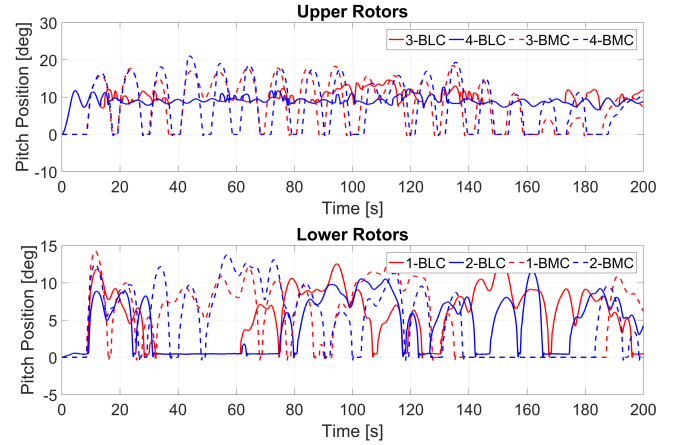 Upper Rotors
30
20
10
0
-10
Pitch Position [deg]
3-BLC 4-BLC 3-BMC 4-BMC
0 20 40 60 80 100 120 140 160 180 200
Time [s]
Lower Rotors
15
10
5
0
-5
Pitch Position [deg]
1-BLC 2-BLC 1-BMC 2-BMC
0 20 40 60 80 100 120 140 160 180 200
Time [s]